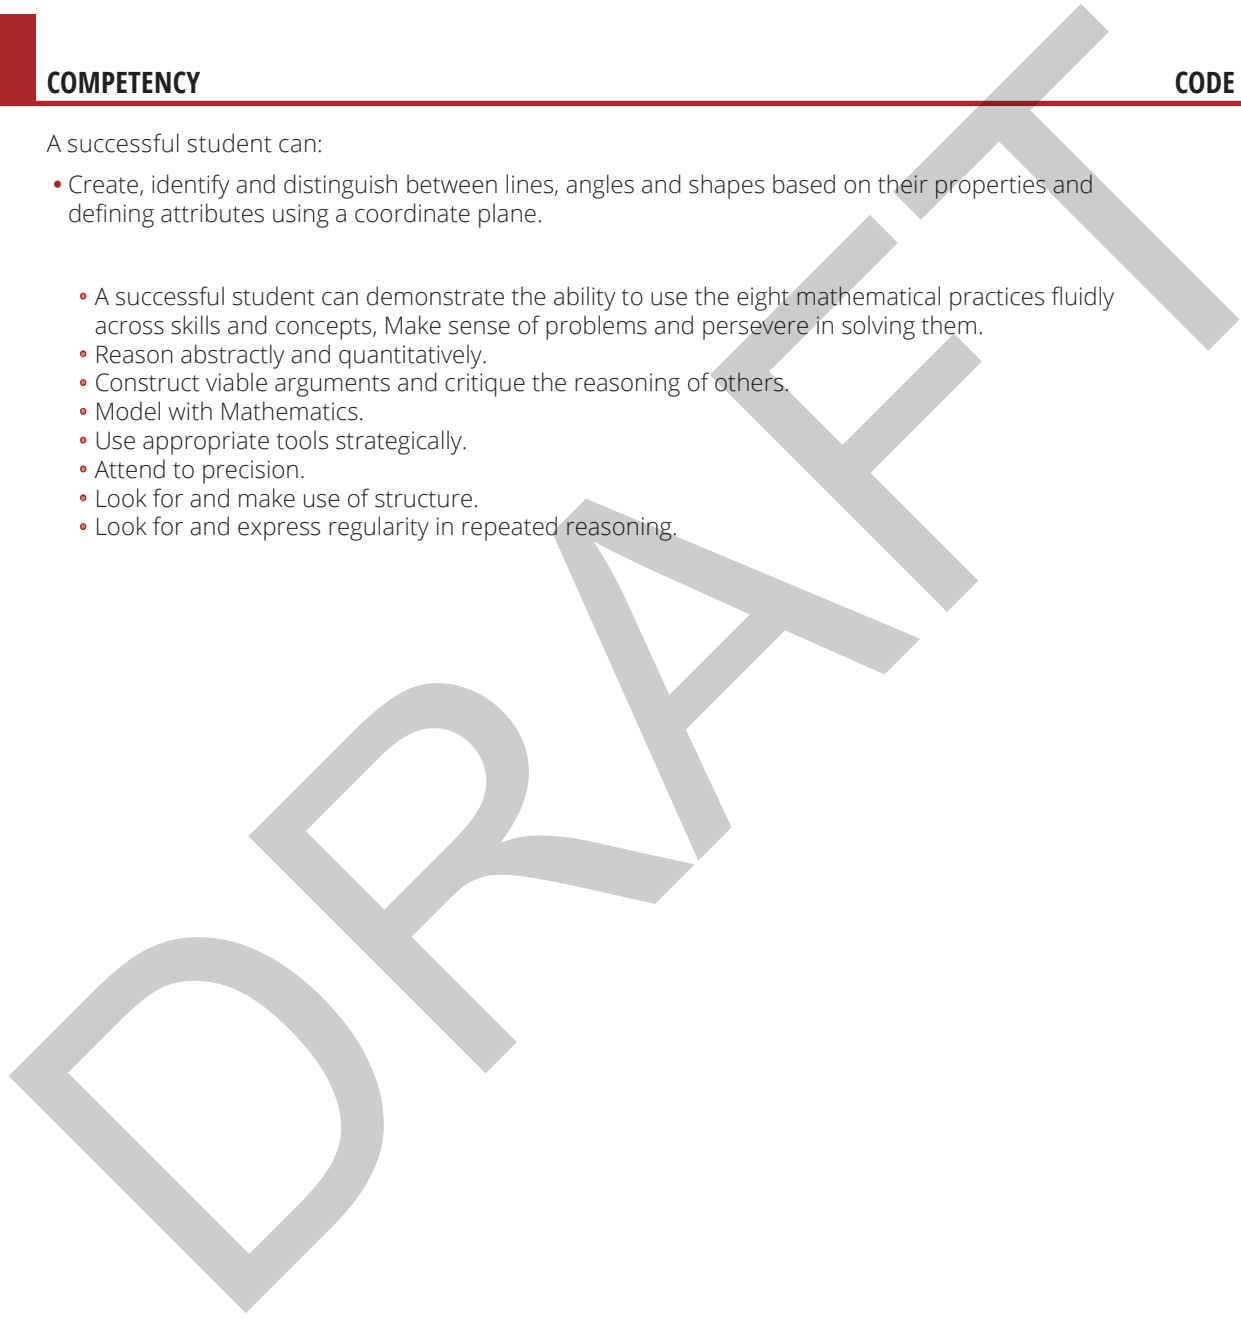 COMPETENCY CODE
A successful student can:
• Create, identify and distinguish between lines, angles and shapes based on their properties and
defining attributes using a coordinate plane.
• A successful student can demonstrate the ability to use the eight mathematical practices fluidly
across skills and concepts, Make sense of problems and persevere in solving them.
• Reason abstractly and quantitatively.
• Construct viable arguments and critique the reasoning of others.
• Model with Mathematics.
• Use appropriate tools strategically.
• Attend to precision.
• Look for and make use of structure.
• Look for and express regularity in repeated reasoning.
DRAFT